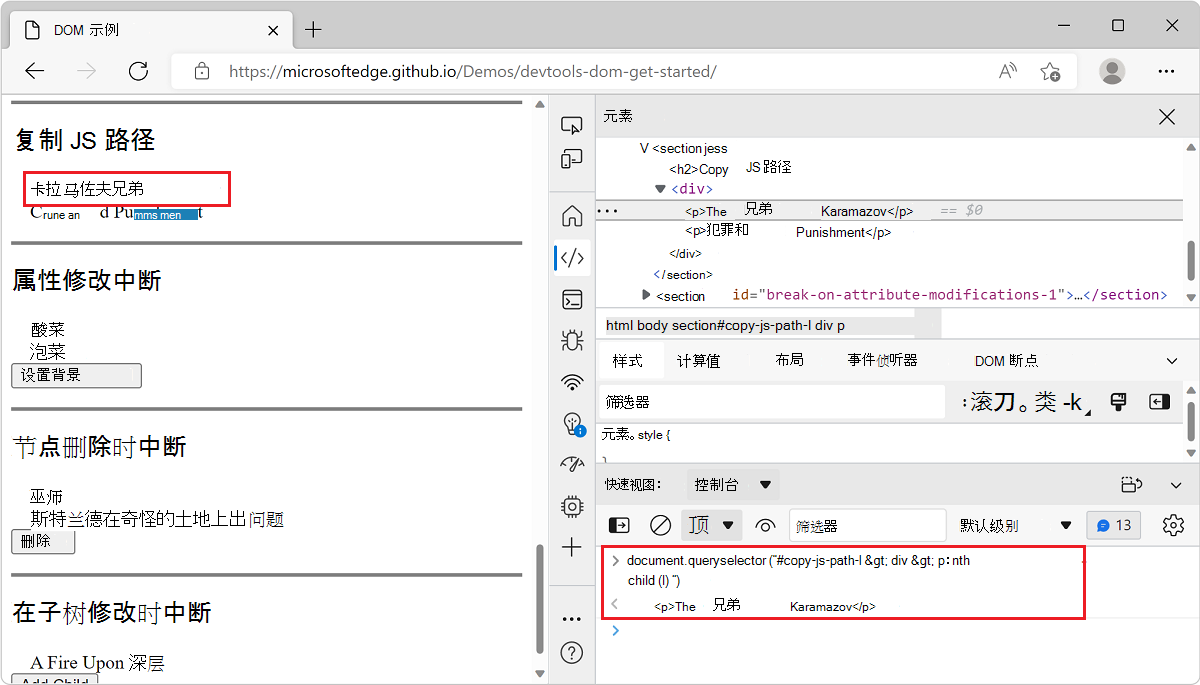 DOM 示例
https://microsoftedge.github.io/Demos/devtools-dom-get-started/
复制 JS 路径
卡拉马佐夫兄弟
Crune an d Pumms men t
属性修改中断
酸菜
泡菜
设置背景
节点删除时中断
巫师
斯特兰德在奇怪的土地上出问题
删除
在子树修改时中断
A Fire Upon 深层
Add Child
元素
V <section jess
<h2>Copy JS 路径
<div>
<p>The 兄弟 Karamazov</p> == $0
<p>犯罪和 Punishment</p>
</div>
</section>
<section id="break-on-attribute-modifications-1">…</section>
html body section#copy-js-path-l div p
样式 计算值 布局 事件侦听器 DOM 断点
筛选器 :滚刀。类 -k
元素。style {
}
快速视图: 控制台
顶 筛选器 默认级别 13
document.queryselector ("#copy-js-path-l &gt; div &gt; p: nth
child (l) ")
<p>The 兄弟 Karamazov</p>